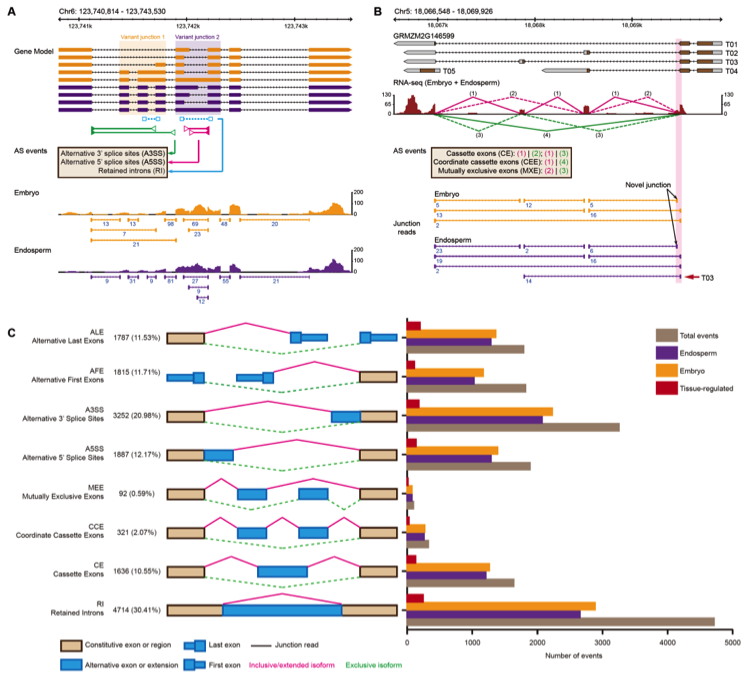 A
Chr6: 123,740,814 - 123,743,530
123,741k
123,742k
123,743k
Variant junction 1
Variant junction 2
Gene Model
AS events
Alternative 3' splice sites (A3SS)
Alternative 5' splice sites (A5SS)
Retained introns (RI)
Embryo
200
100
0
5
13
13
98
69
48
20
23
7
21
Endosperm
200
100
0
9
31
9
81
27
55
9
12
B
Chr5: 18,066,548 - 18,069,926
18,067k
18,068k
18,069k
GRMZM2G146599
T01
T02
T03
T05
T04
RNA-seq (Embryo + Endosperm)
130
65
0
(1)
(2)
(1)
(2)
130
65
0
(3)
(4)
(3)
AS events
Cassette exons (CE): (1) | (2); (1) | (3)
Coordinate cassette exons (CEE): (1) | (4)
Mutually exclusive exons (MXE): (2) | (3)
Novel junction
Embryo
5
12
5
13
16
2
Junction
reads
Endosperm
23
2
6
19
16
2
14
T03
C
ALE
Alternative Last Exons
1787 (11.53%)
AFE
Alternative First Exons
1815 (11.71%)
A3SS
Alternative 3' Splice Sites
3252 (20.98%)
A5SS
Alternative 5' Splice Sites
1887 (12.17%)
MEE
Mutually Exclusive Exons
92 (0.59%)
CCE
Coordinate Cassette Exons
321 (2.07%)
CE
Cassette Exons
1636 (10.55%)
RI
Retained Introns
4714 (30.41%)
Total events
Endosperm
Embryo
Tissue-regulated
0
1000
2000
3000
4000
5000
Number of events
Constitutive exon or region
Last exon
Junction read
Alternative exon or extension
First exon
Inclusive/extended isoform
Exclusive isoform